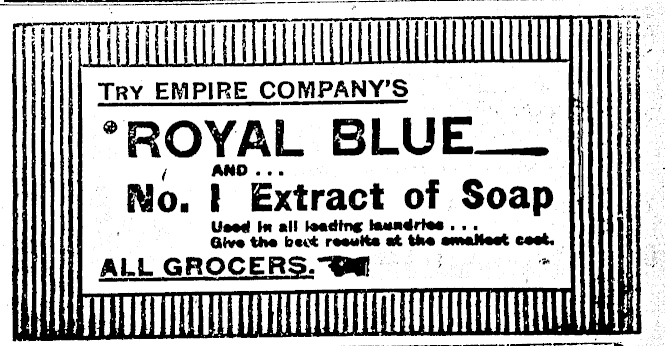 TRY EMPIRE COMPANY'S
ROYAL BLUE
AND . . .
No. 1 Extract of Soap
Used in all leading laundries . . .
Give the best results at the smallest cost.
ALL GROCERS.